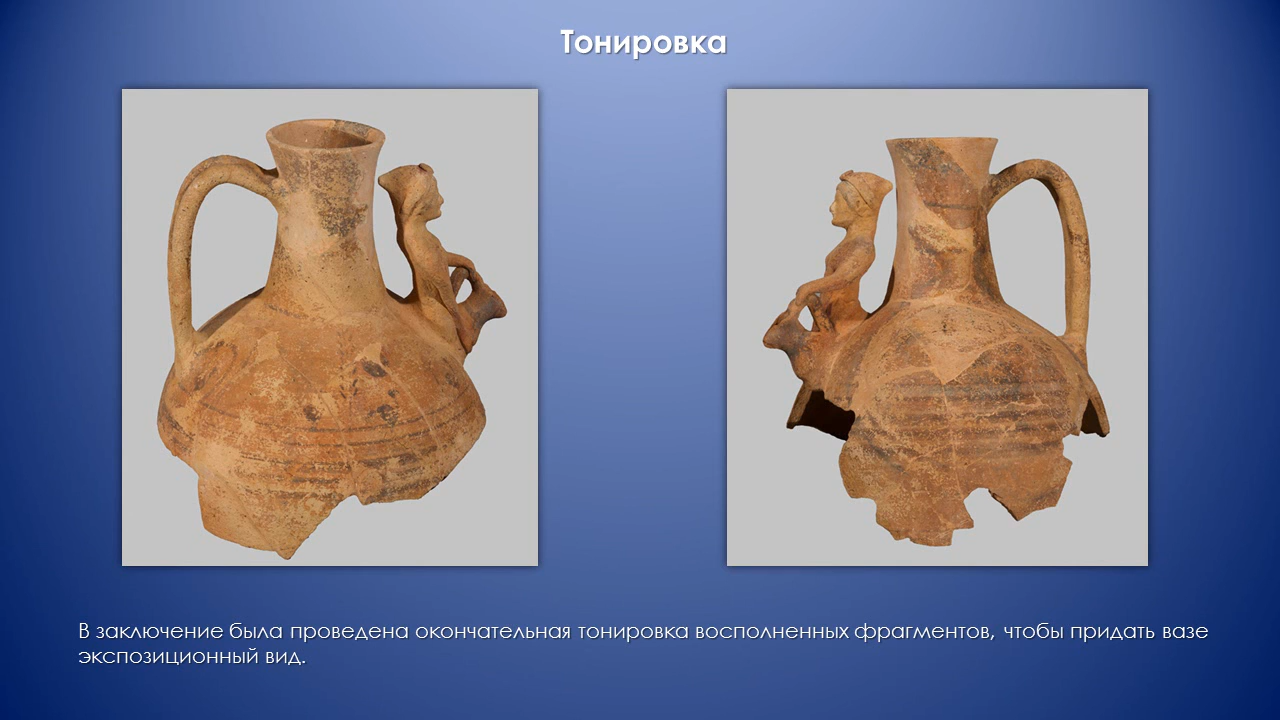 Тонировка
В заключение была проведена окончательная тонировка восполненных фрагментов, чтобы придать вазе
экспозиционный вид.